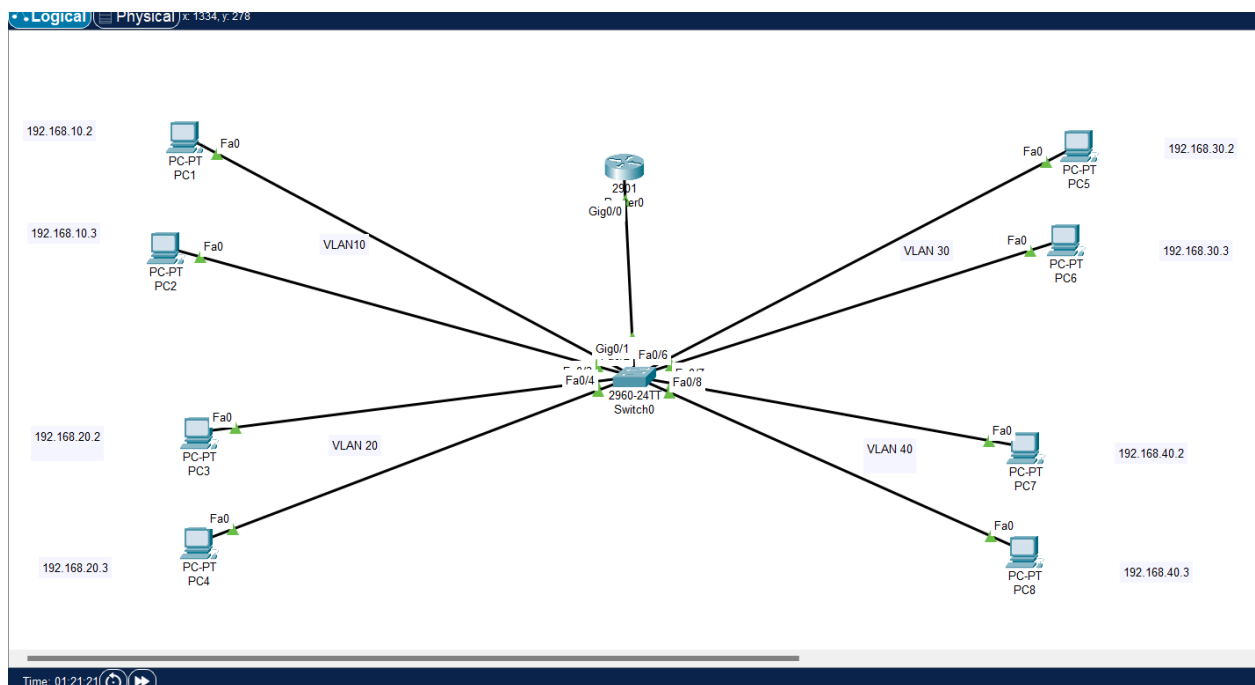 Logical Physical x: 1334, y: 278
192.168.10.2
Fa0
PC-PT
PC1
192.168.10.3
Fa0
PC-PT
PC2
VLAN10
2901
Gig0/0
Fa0
PC-PT
PC5
192.168.30.2
VLAN 30
Fa0
PC-PT
PC6
192.168.30.3
Gig0/1
Fa0/6
Fa0/4
Fa0/8
2960-24TT
Switch0
192.168.20.2
Fa0
PC-PT
PC3
VLAN 20
192.168.20.3
Fa0
PC-PT
PC4
VLAN 40
Fa0
PC-PT
PC7
192.168.40.2
Fa0
PC-PT
PC8
192.168.40.3
Time: 01:21:21